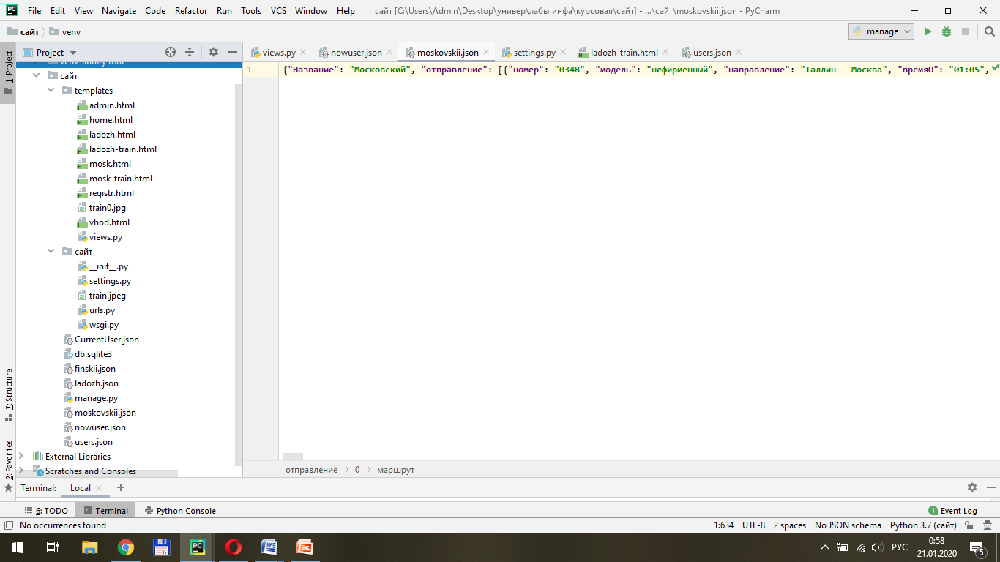 File Edit View Navigate Code Refactor Run Tools VCS Window Help сайт [C:\Users\Admin\Desktop\универ\лабы инфа\курсовая\сайт] - ...\сайт\moskovskii.json - PyCharm
сайт venv manage
1: Project
Project
views.py nowuser.json moskovskii.json settings.py ladozh-train.html users.json
venv library root
1 {"Название": "Московский", "отправление": [{"номер": "034В", "модель": "нефирменный", "направление": "Таллин - Москва", "времяО": "01:05",
сайт
templates
admin.html
home.html
ladozh.html
ladozh-train.html
mosk.html
mosk-train.html
registr.html
train0.jpg
vhod.html
views.py
сайт
__init__.py
settings.py
train.jpeg
urls.py
wsgi.py
CurrentUser.json
db.sqlite3
finskii.json
ladozh.json
manage.py
moskovskii.json
nowuser.json
users.json
External Libraries
Scratches and Consoles
7: Structure
2: Favorites
отправление 0 маршрут
Terminal: Local +
6: TODO Terminal Python Console 1 Event Log
No occurrences found 1:634 UTF-8 2 spaces No JSON schema Python 3.7 (сайт)
РУС 0:58
21.01.2020 5